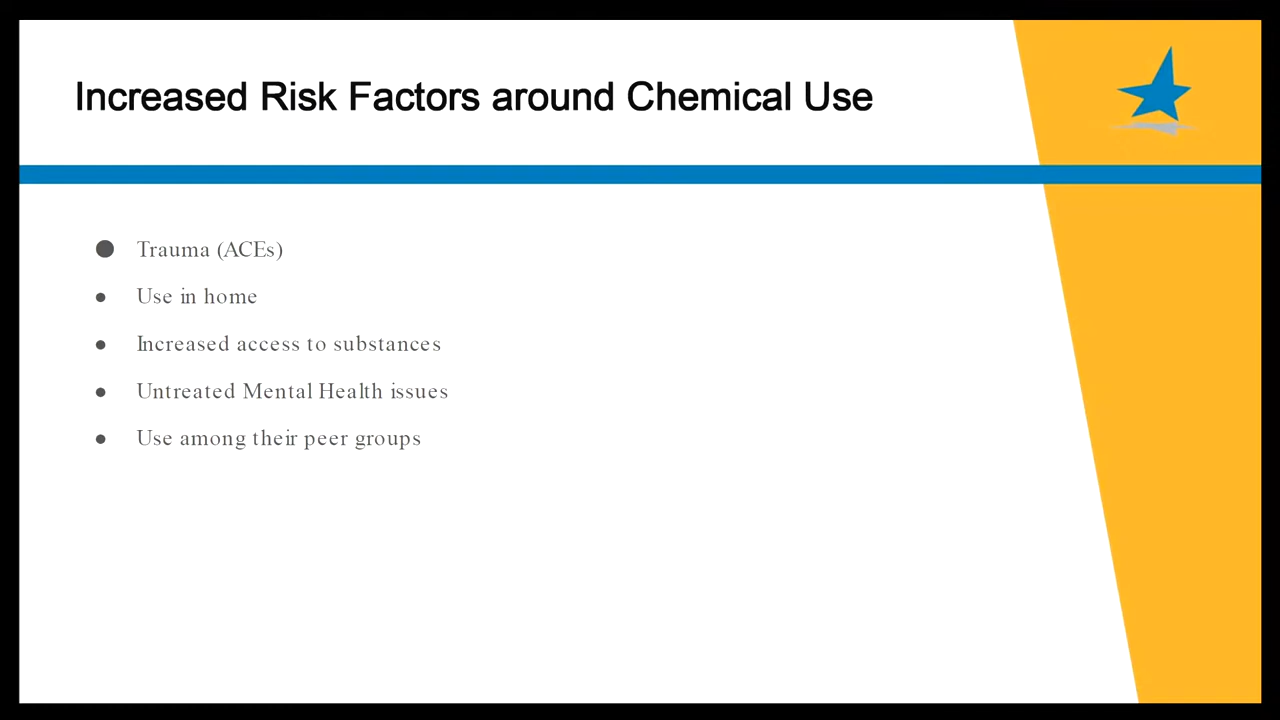 Increased Risk Factors around Chemical Use
● Trauma (ACEs)
● Use in home
● Increased access to substances
● Untreated Mental Health issues
● Use among their peer groups